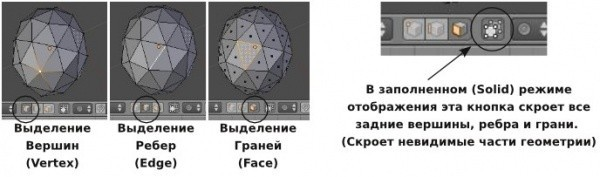 Выделение
Вершин
(Vertex)
Выделение
Ребер
(Edge)
Выделение
Граней
(Face)
В заполненном (Solid) режиме
отображения эта кнопка скроет все
задние вершины, ребра и грани.
(Скроет невидимые части геометрии)